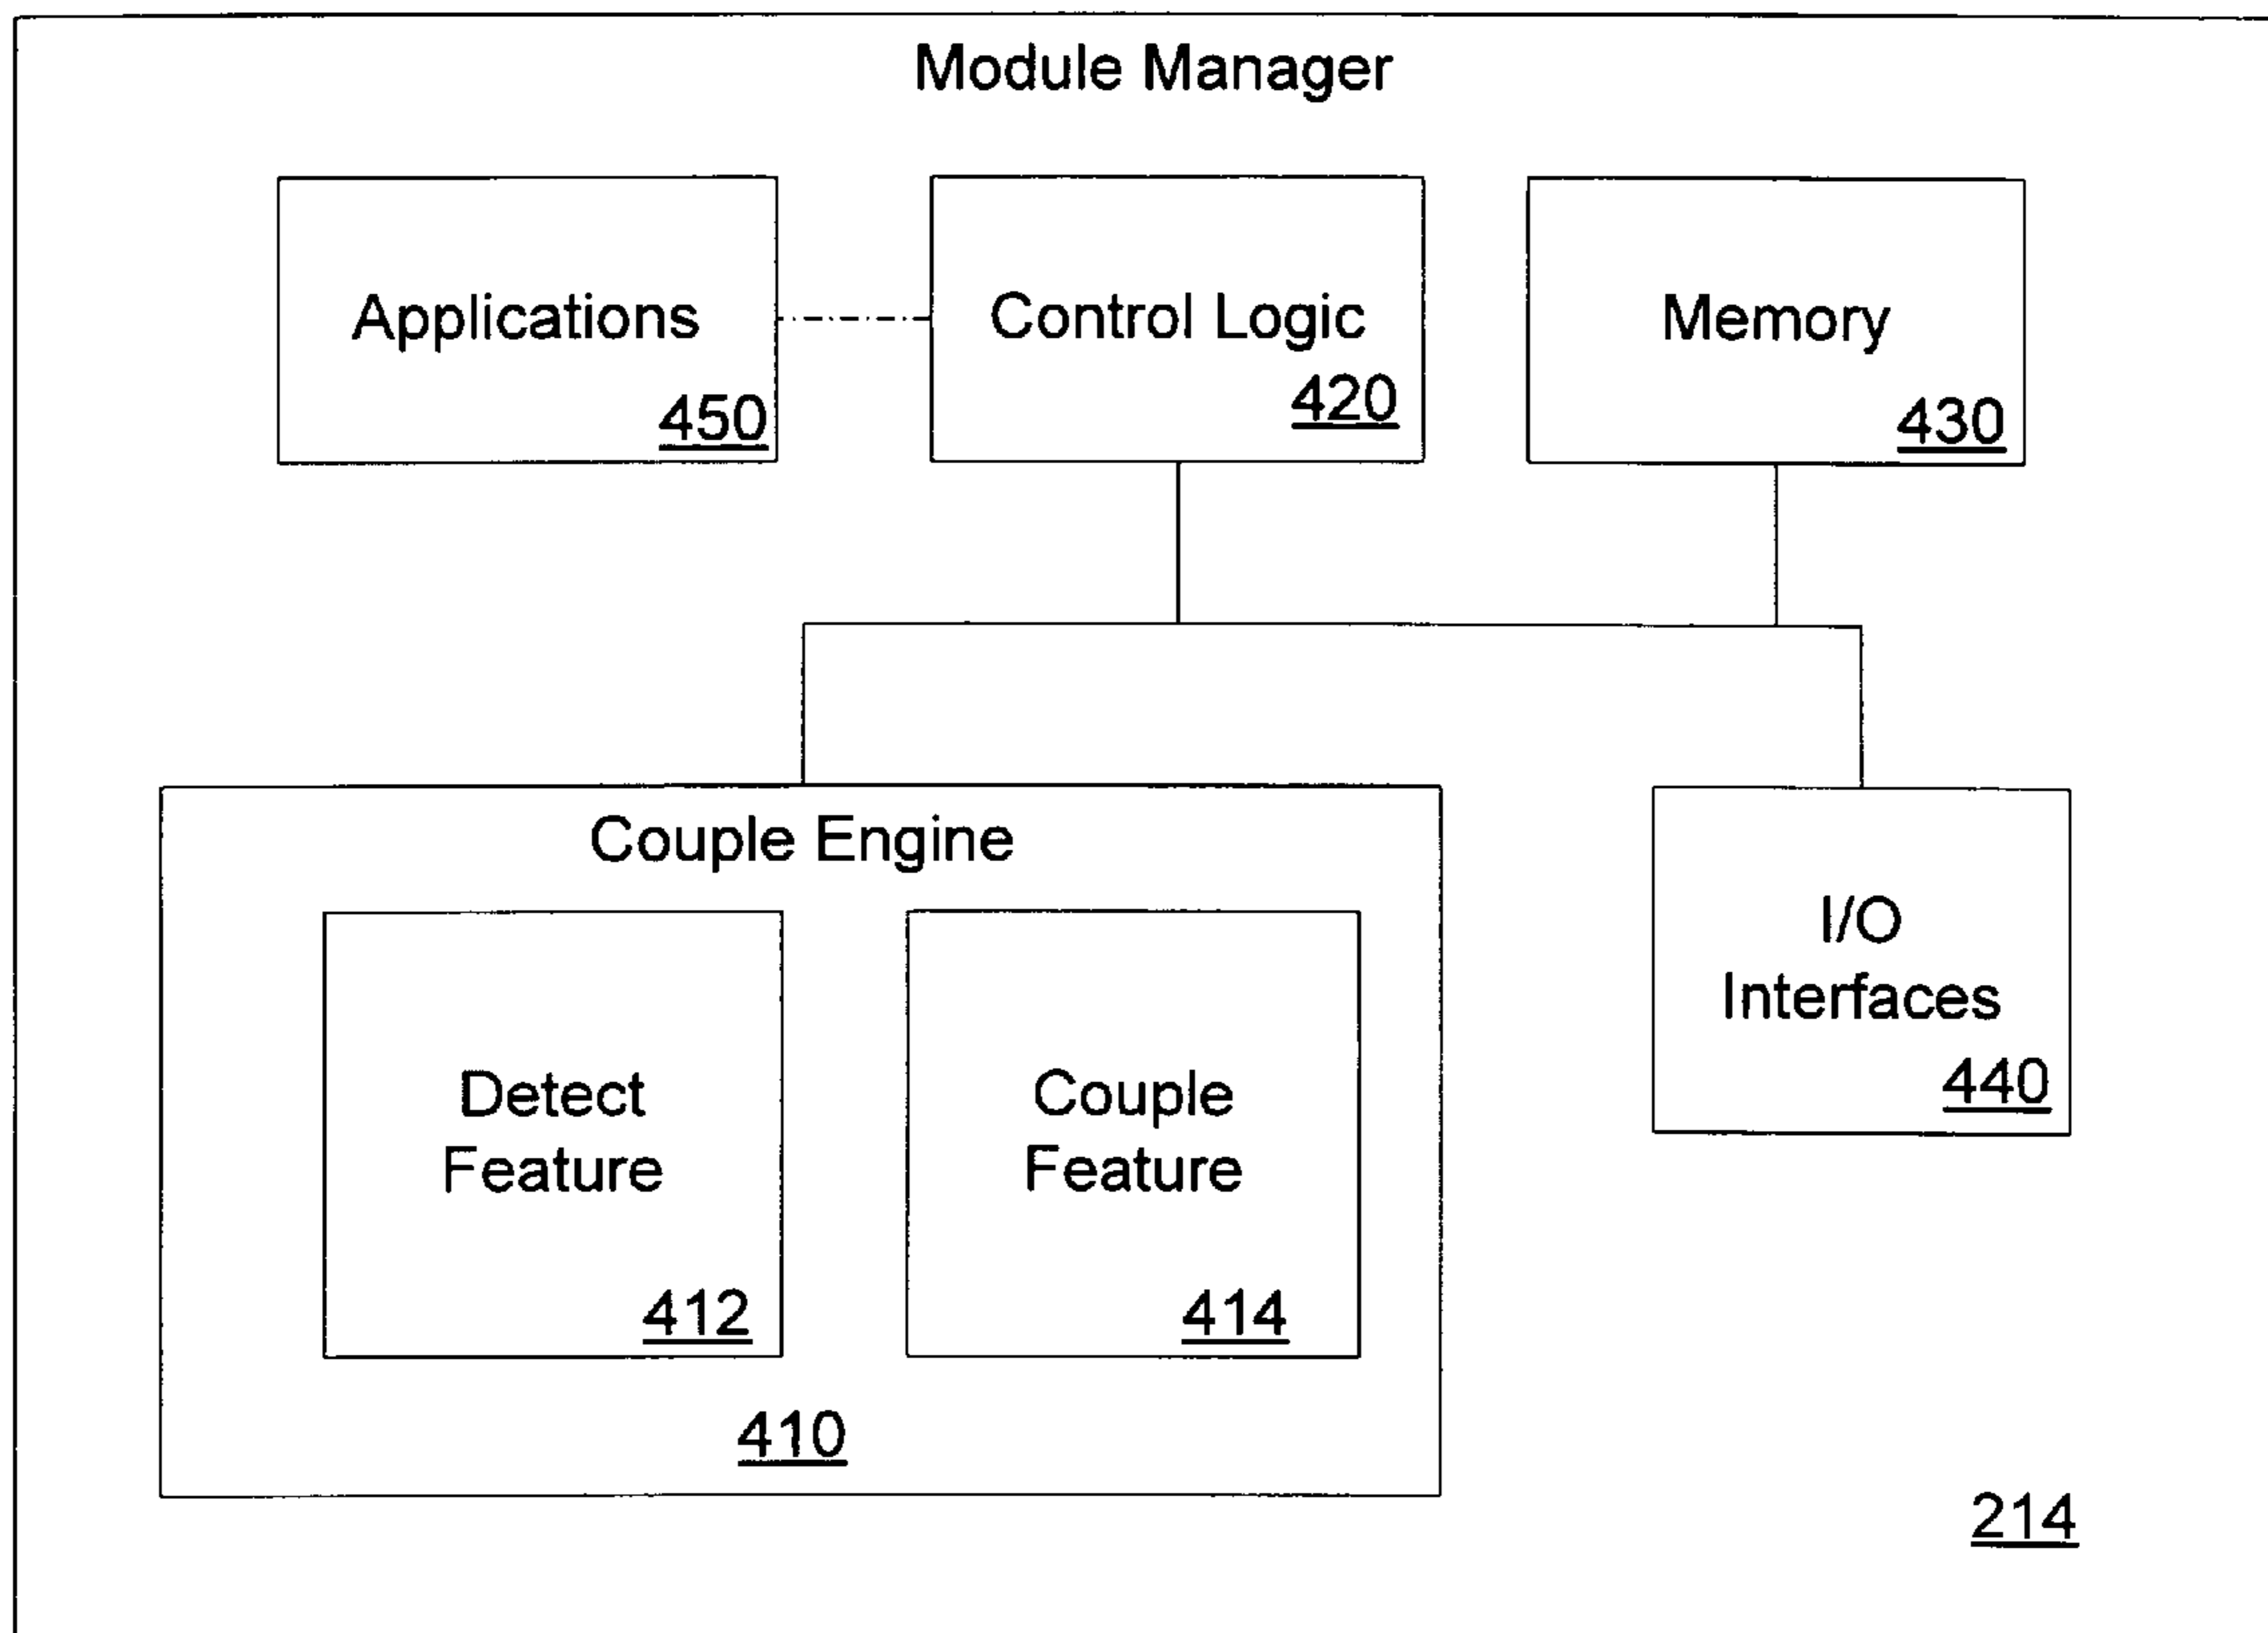 Module Manager
Applications
450
Control Logic
420
Memory
430
Couple Engine
Detect
Feature
412
Couple
Feature
414
410
I/O
Interfaces
440
214